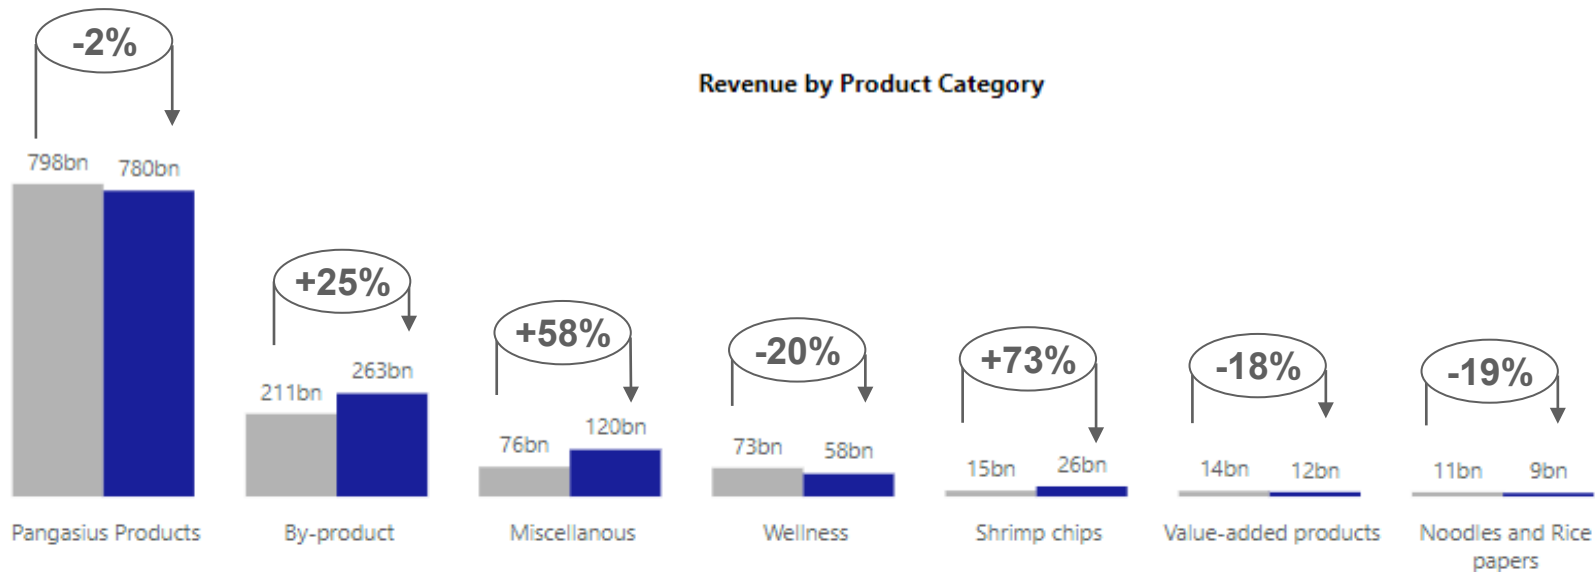 Revenue by Product Category
-2%
798bn 780bn
Pangasius Products
+25%
211bn 263bn
By-product
+58%
76bn 120bn
Miscellanous
-20%
73bn 58bn
Wellness
+73%
15bn 26bn
Shrimp chips
-18%
14bn 12bn
Value-added products
-19%
11bn 9bn
Noodles and Rice
papers